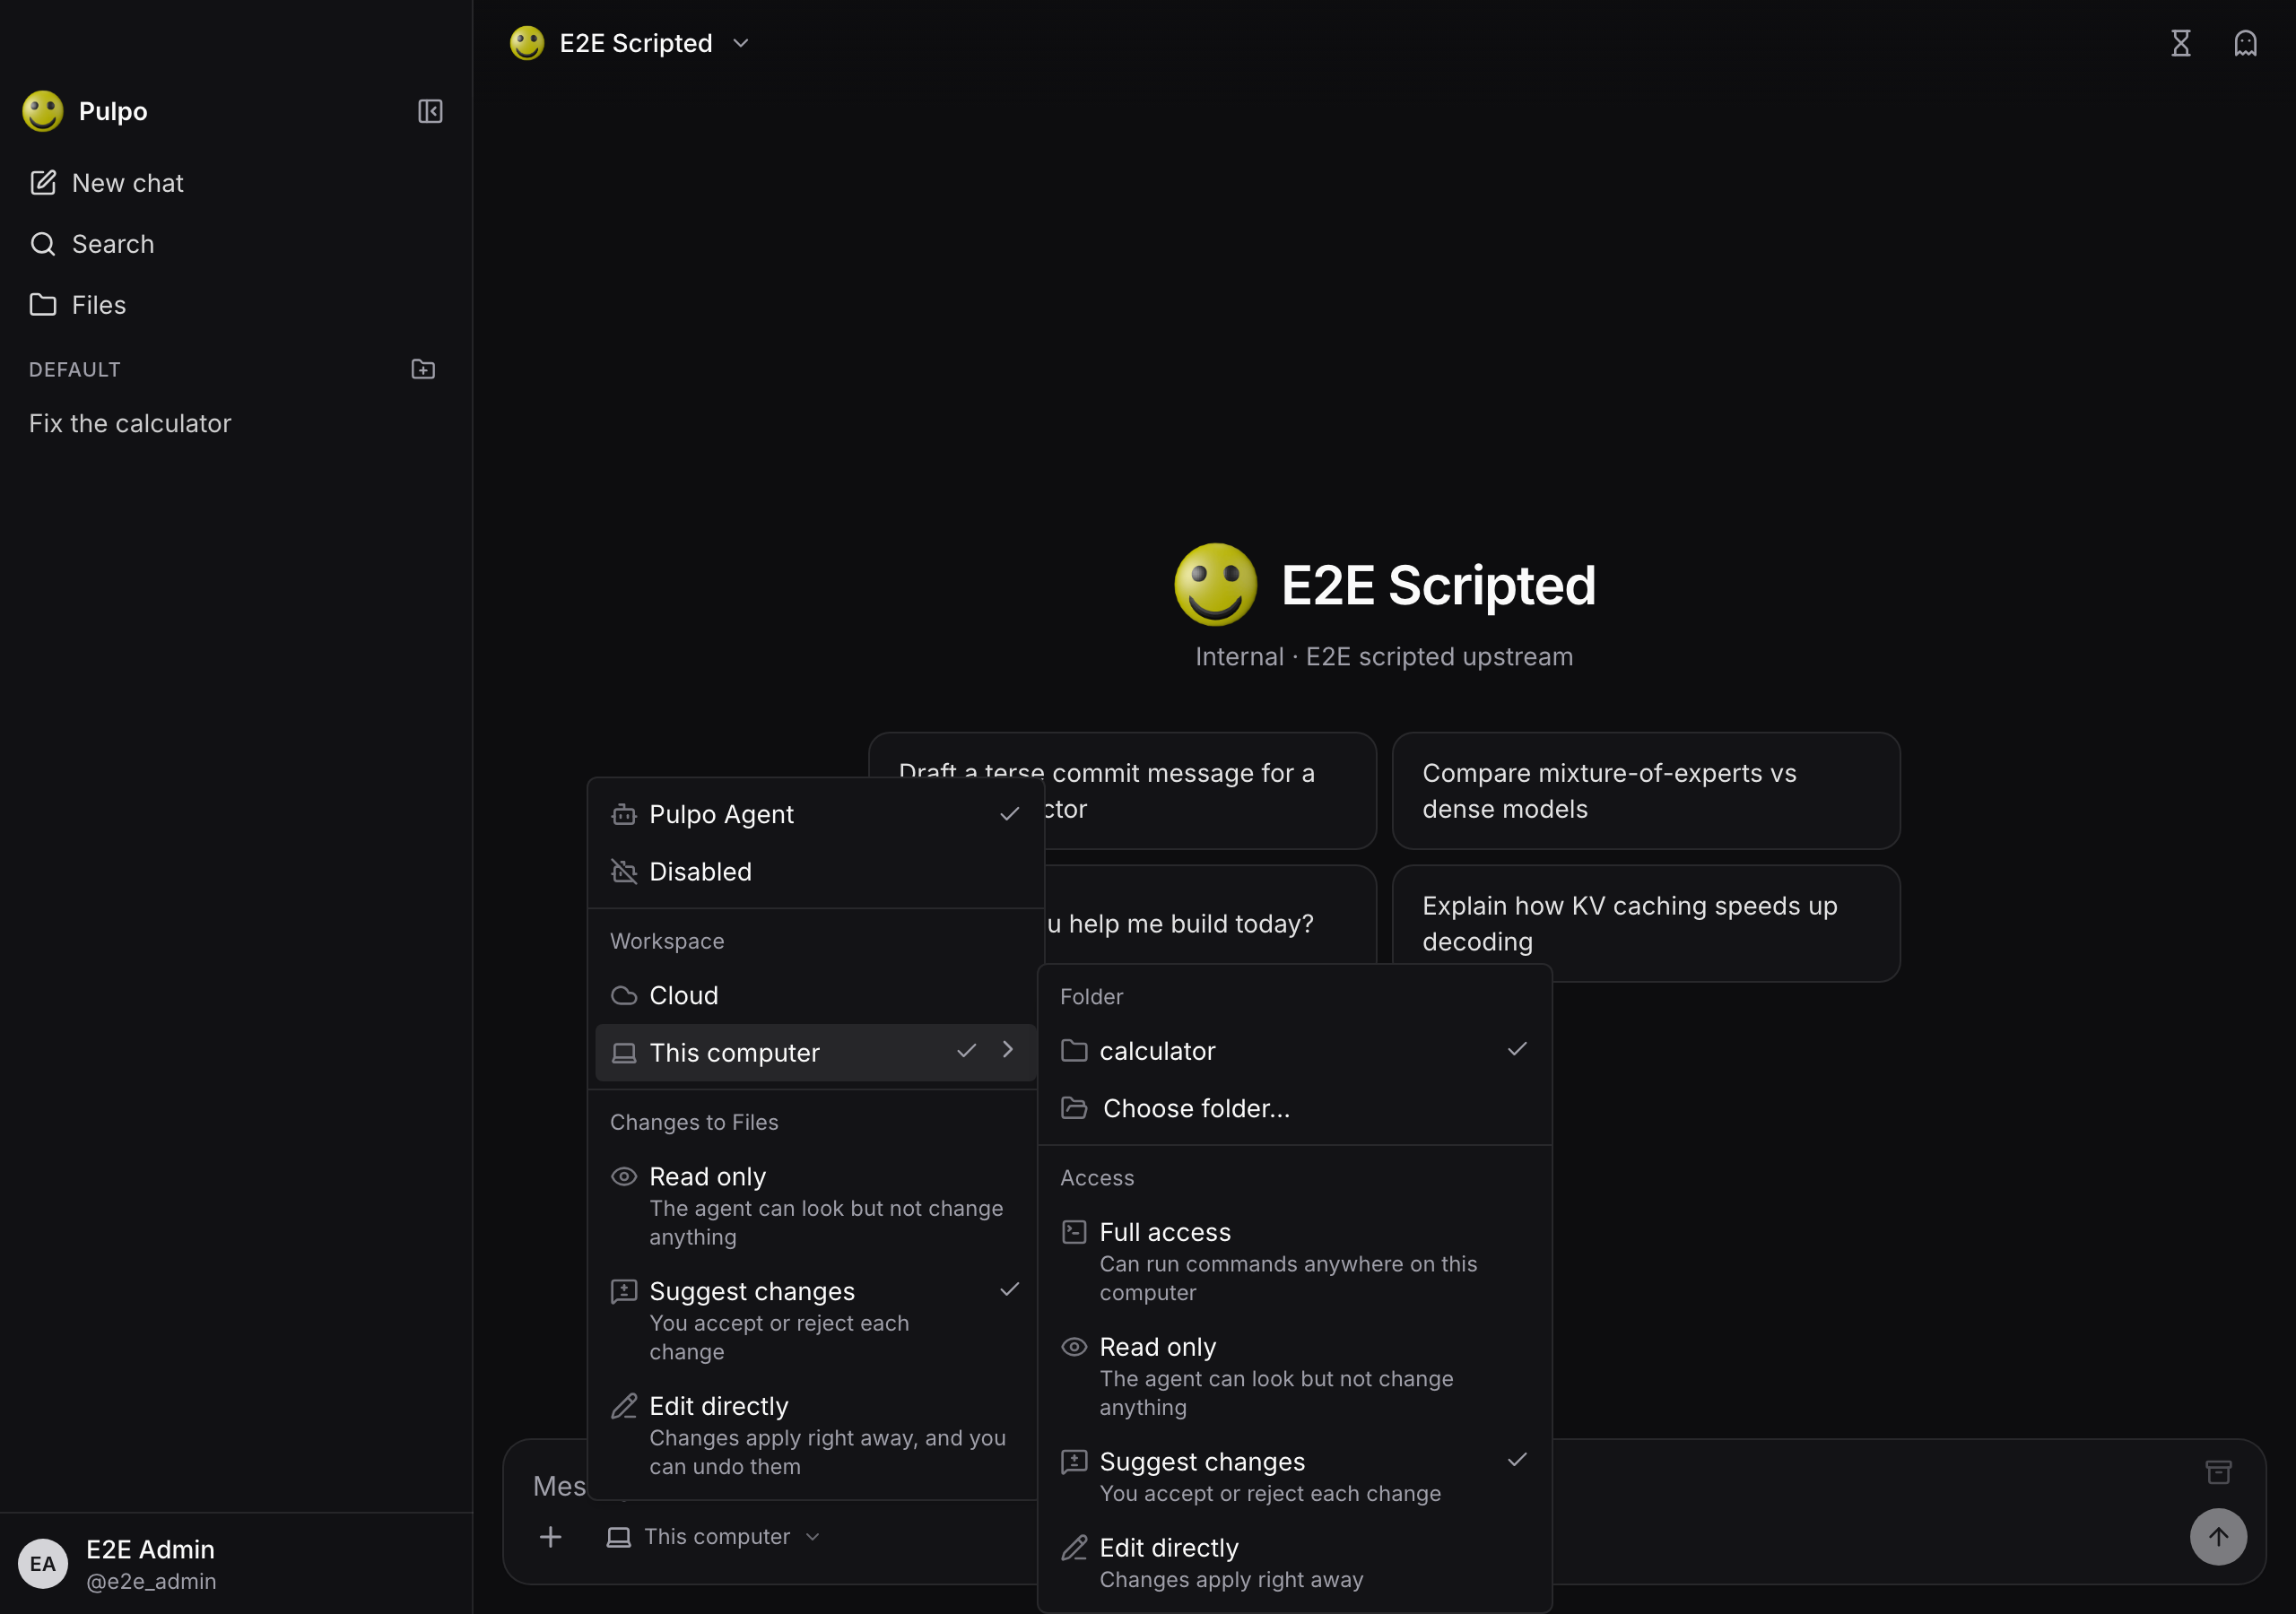 E2E Scripted
Pulpo
New chat
Search
Files
DEFAULT
Fix the calculator
E2E Scripted
Internal · E2E scripted upstream
Draft a terse commit message for a
ctor
Compare mixture-of-experts vs
dense models
u help me build today?
Explain how KV caching speeds up
decoding
Pulpo Agent
Disabled
Workspace
Cloud
This computer
Changes to Files
Read only
The agent can look but not change
anything
Suggest changes
You accept or reject each
change
Edit directly
Changes apply right away, and you
can undo them
Folder
calculator
Choose folder...
Access
Full access
Can run commands anywhere on this
computer
Read only
The agent can look but not change
anything
Suggest changes
You accept or reject each change
Edit directly
Changes apply right away
Mes
This computer
EA
E2E Admin
@e2e_admin